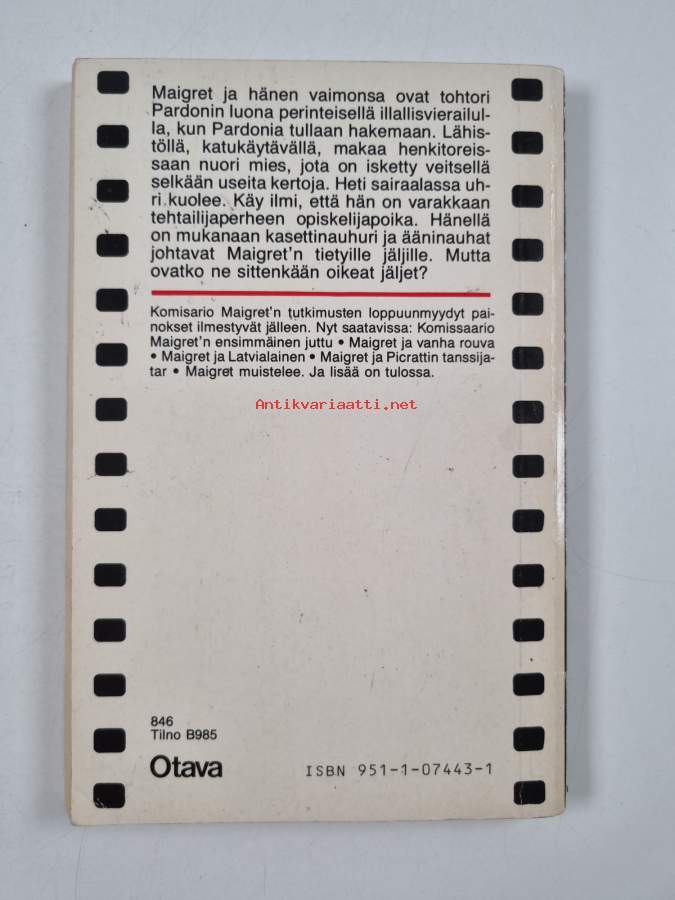 Maigret ja hänen vaimonsa ovat tohtori
Pardonin luona perinteisellä illallisvierailul-
la, kun Pardonia tullaan hakemaan. Lähis-
töllä, katukäytävällä, makaa henkitoreis-
saan nuori mies, jota on isketty veitsellä
selkään useita kertoja. Heti sairaalassa uh-
ri kuolee. Käy ilmi, että hän on varakkaan
tehtailijaperheen opiskelijapoika. Hänellä
on mukanaan kasettinauhuri ja ääninauhat
johtavat Maigret'n tietyille jäljille. Mutta
ovatko ne sittenkään oikeat jäljet?
Komisario Maigret'n tutkimusten loppuunmyydyt pai-
nokset ilmestyvät jälleen. Nyt saatavissa: Komissaario
Maigret'n ensimmäinen juttu • Maigret ja vanha rouva
• Maigret ja Latvialainen • Maigret ja Picrattin tanssija-
tar • Maigret muistelee. Ja lisää on tulossa.
Antikvariaatti.net
846
Tilno B985
Otava
ISBN 951-1-07443-1